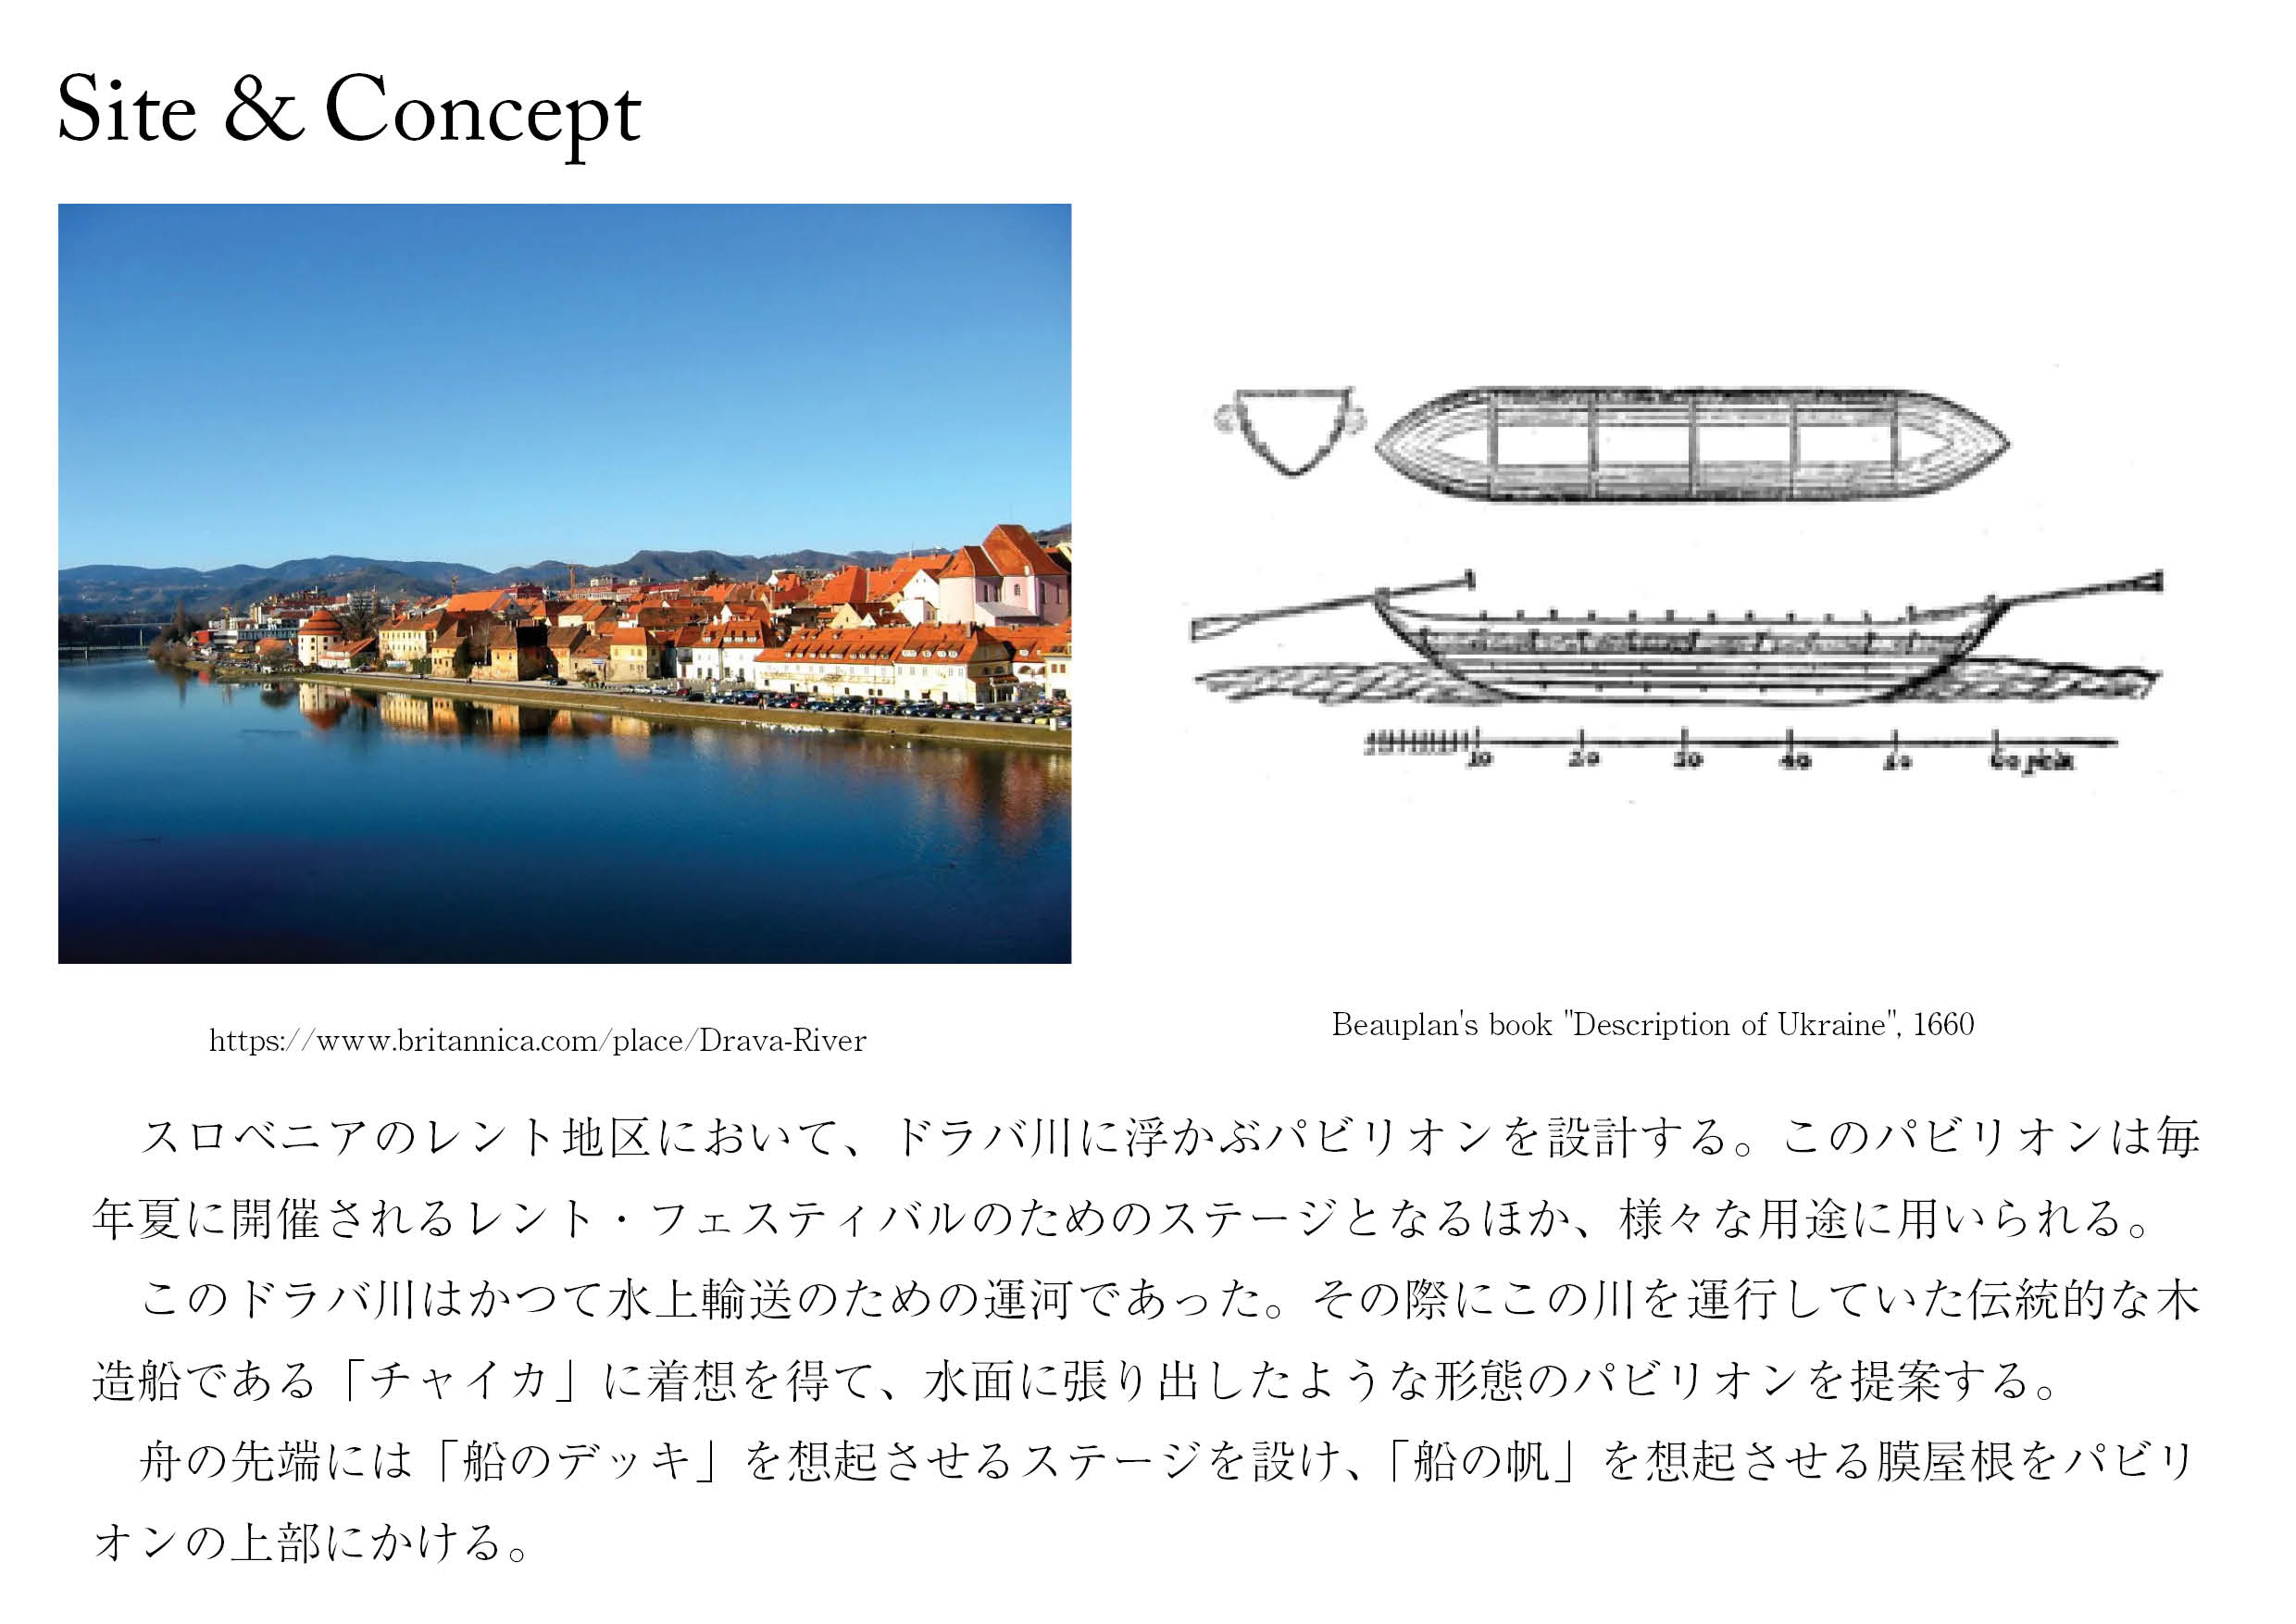 Site & Concept
10 20 30 40 50 60
https://www.britannica.com/place/Drava-River
Beauplan's book "Description of Ukraine", 1660
スロベニアのレント地区において、ドラバ川に浮かぶパビリオンを設計する。このパビリオンは毎
年夏に開催されるレント・フェスティバルのためのステージとなるほか、様々な用途に用いられる。
このドラバ川はかつて水上輸送のための運河であった。その際にこの川を運行していた伝統的な木
造船である「チャイカ」に着想を得て、水面に張り出したような形態のパビリオンを提案する。
舟の先端には「船のデッキ」を想起させるステージを設け、「船の帆」を想起させる膜屋根をパビリ
オンの上部にかける。